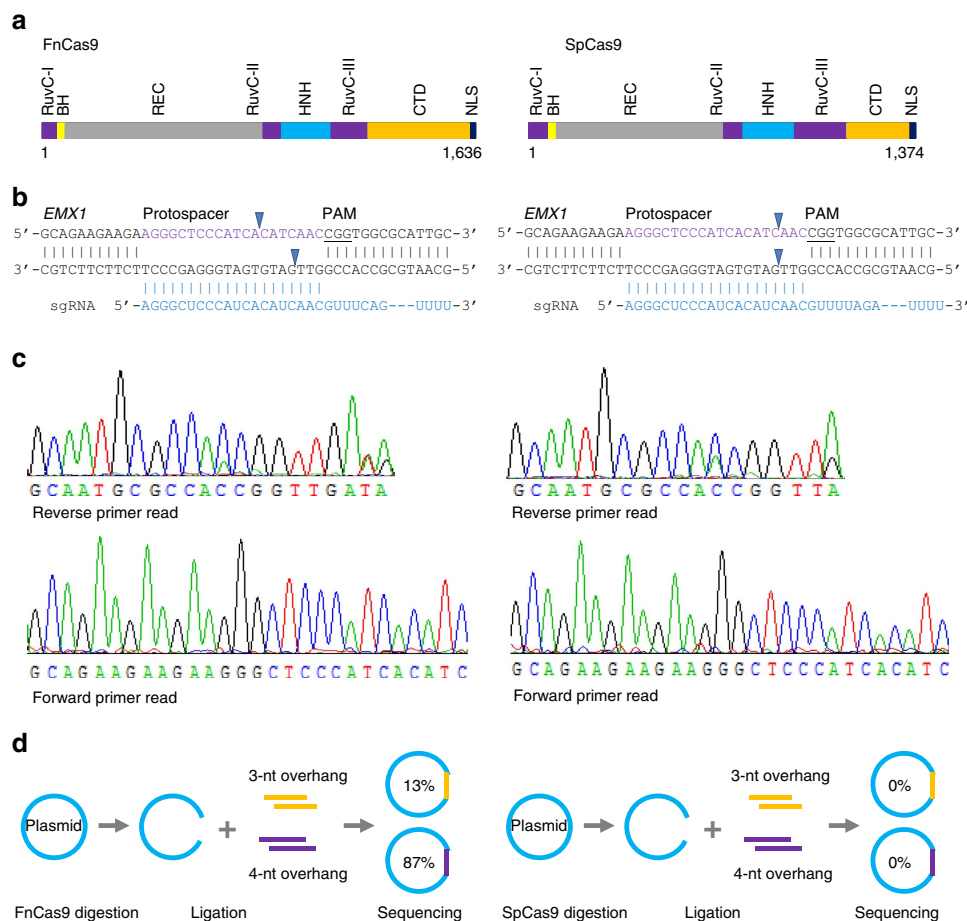 a
FnCas9
RuvC-I
BH
REC
RuvC-II
HNH
RuvC-III
CTD
NLS
1
1,636
SpCas9
RuvC-I
BH
REC
RuvC-II
HNH
RuvC-III
CTD
NLS
1
1,374
b
EMX1 Protospacer PAM
5′-GCAGAAGAAGAAGGGCTCCCATCACATCAACCGGTGGCGCATTGC-3′
3′-CGTCTTCTTCTTCCCGAGGGTAGTGTAGTTGGCCACCGCGTAACG-5′
sgRNA 5′-AGGGCUCCCAUCACAUCAACGUUUCAG---UUUU-3′
EMX1 Protospacer PAM
5′-GCAGAAGAAGAAGGGCTCCCATCACATCAACCGGTGGCGCATTGC-3′
3′-CGTCTTCTTCTTCCCGAGGGTAGTGTAGTTGGCCACCGCGTAACG-5′
sgRNA 5′-AGGGCUCCCAUCACAUCAACGUUUUAGA---UUUU-3′
c
GCAATGCGCCACCGGTTGATA
Reverse primer read
GCAATGCGCCACCGGTTA
Reverse primer read
GCAGAAGAAGAAGGGCTCCCATCACATC
Forward primer read
GCAGAAGAAGAAGGGCTCCCATCACATC
Forward primer read
d
Plasmid
+
3-nt overhang
4-nt overhang
13%
87%
FnCas9 digestion Ligation Sequencing
Plasmid
+
3-nt overhang
4-nt overhang
0%
0%
SpCas9 digestion Ligation Sequencing